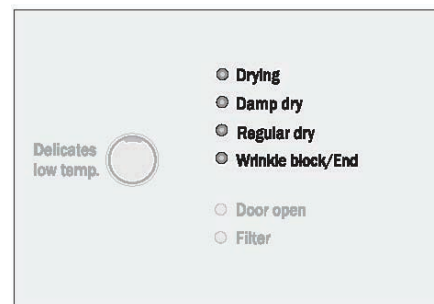 Drying
Damp dry
Regular dry
Wrinkle block/End
Delicates
low temp.
Door open
Filter